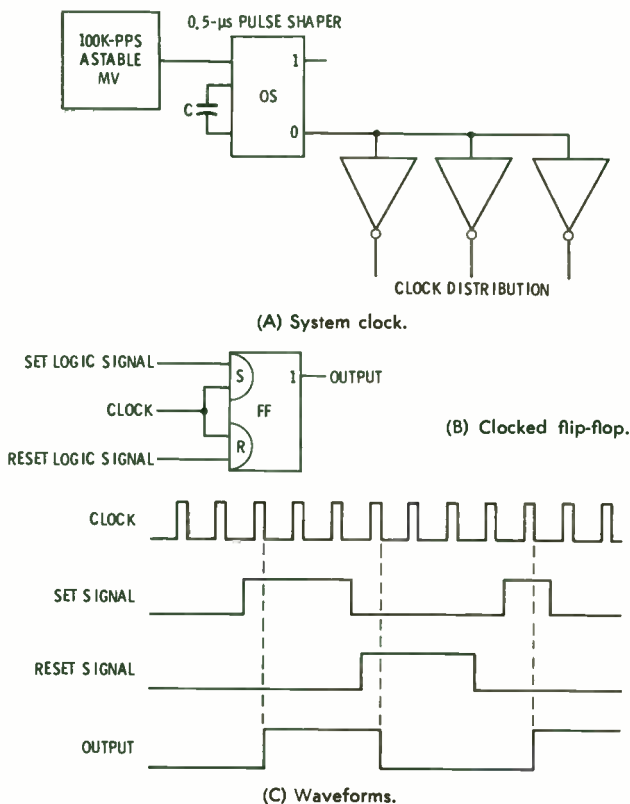 0.5-µs PULSE SHAPER
100K-PPS
ASTABLE
MV
1
OS
C
0
CLOCK DISTRIBUTION
(A) System clock.
SET LOGIC SIGNAL
S
1
OUTPUT
CLOCK
FF
(B) Clocked flip-flop.
R
RESET LOGIC SIGNAL
CLOCK
SET SIGNAL
RESET SIGNAL
OUTPUT
(C) Waveforms.